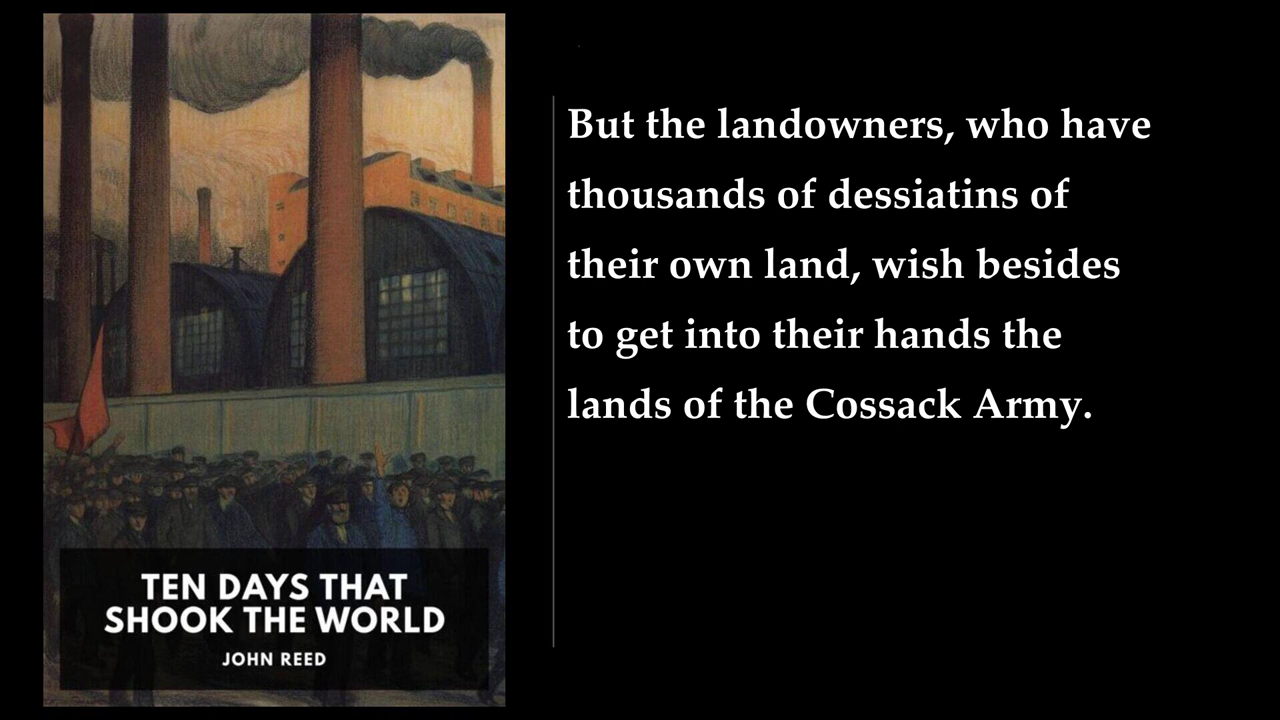 But the landowners, who have
thousands of dessiatins of
their own land, wish besides
to get into their hands the
lands of the Cossack Army.
TEN DAYS THAT
SHOOK THE WORLD
JOHN REED